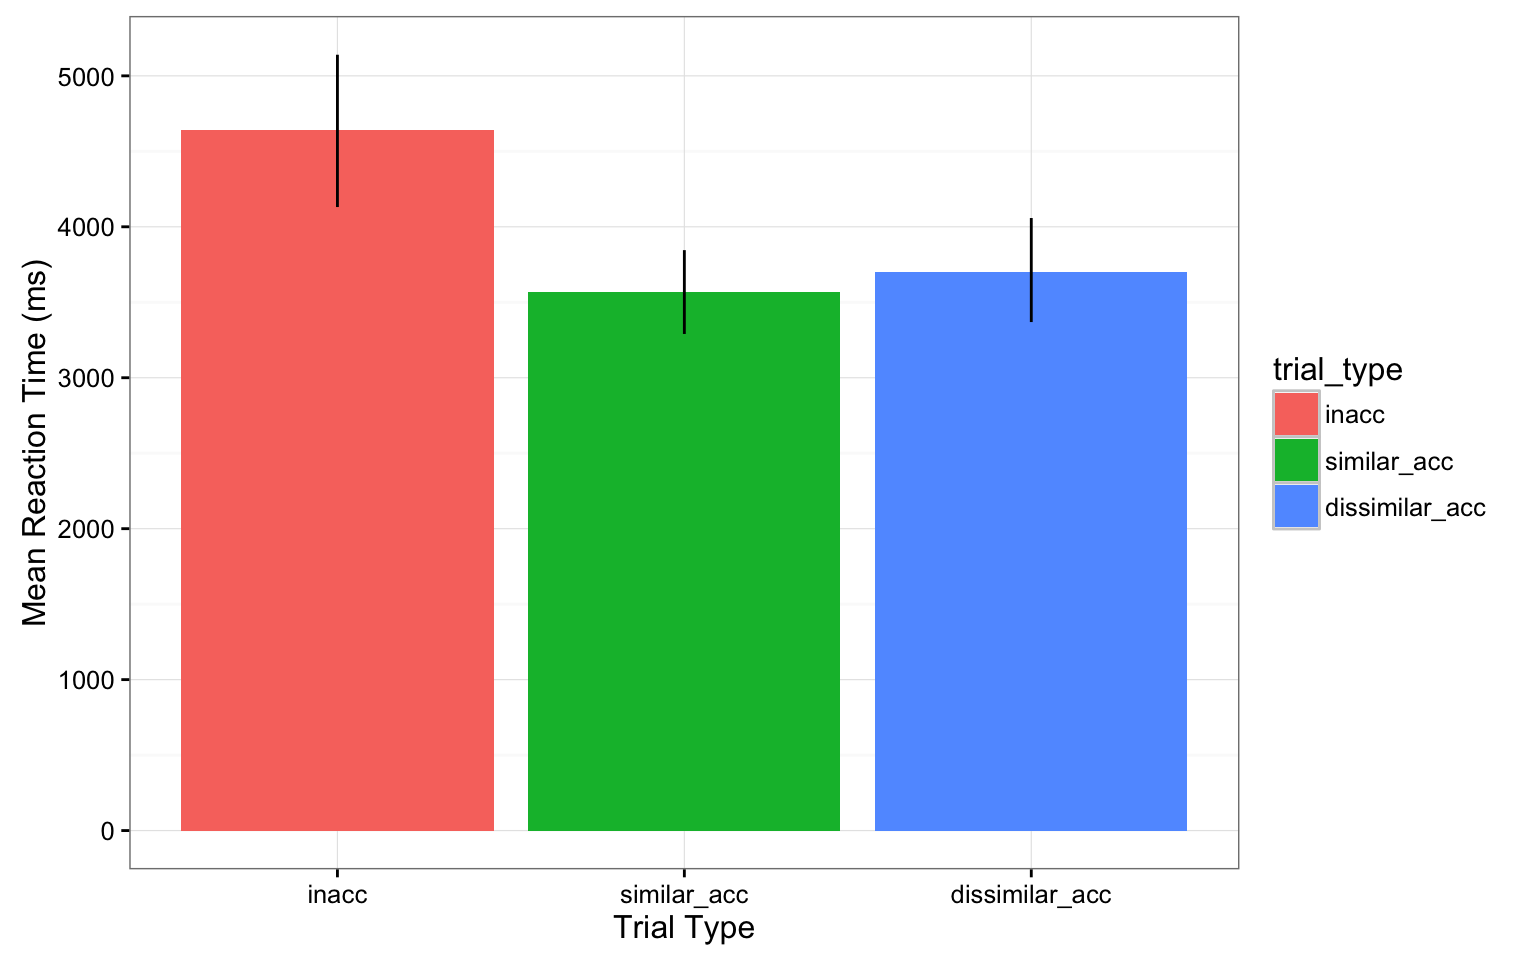 Mean Reaction Time (ms)
5000
4000
3000
2000
1000
0
inacc
similar_acc
dissimilar_acc
Trial Type
trial_type
inacc
similar_acc
dissimilar_acc